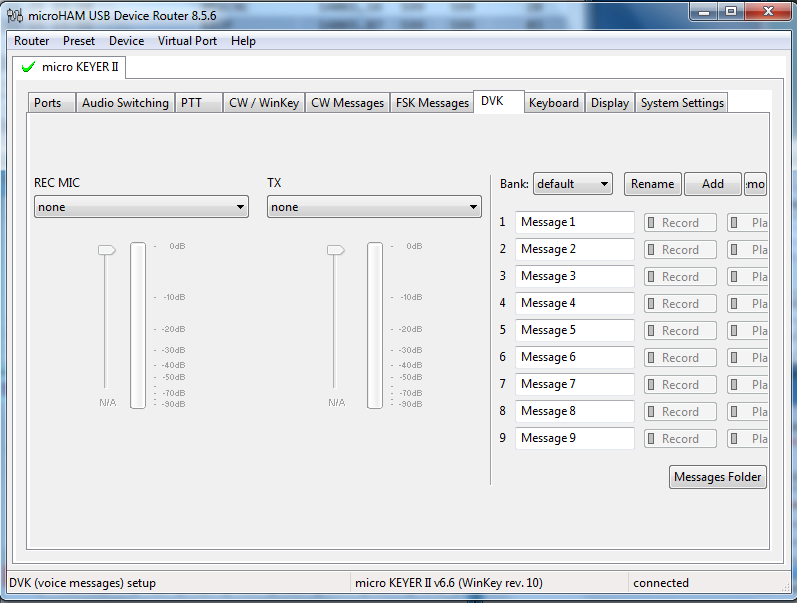 microHAM USB Device Router 8.5.6
Router Preset Device Virtual Port Help
micro KEYER II
Ports Audio Switching PTT CW / WinKey CW Messages FSK Messages DVK Keyboard Display System Settings
REC MIC TX Bank: default Rename Add emo
none none
1 Message 1 Record Pla
2 Message 2 Record Pla
3 Message 3 Record Pla
4 Message 4 Record Pla
5 Message 5 Record Pla
6 Message 6 Record Pla
7 Message 7 Record Pla
8 Message 8 Record Pla
9 Message 9 Record Pla
- 0dB - 0dB
- -10dB - -10dB
- -20dB - -20dB
- -30dB - -30dB
- -40dB - -40dB
- -50dB - -50dB
- -70dB - -70dB
- -90dB - -90dB
N/A N/A
Messages Folder
DVK (voice messages) setup micro KEYER II v6.6 (WinKey rev. 10) connected